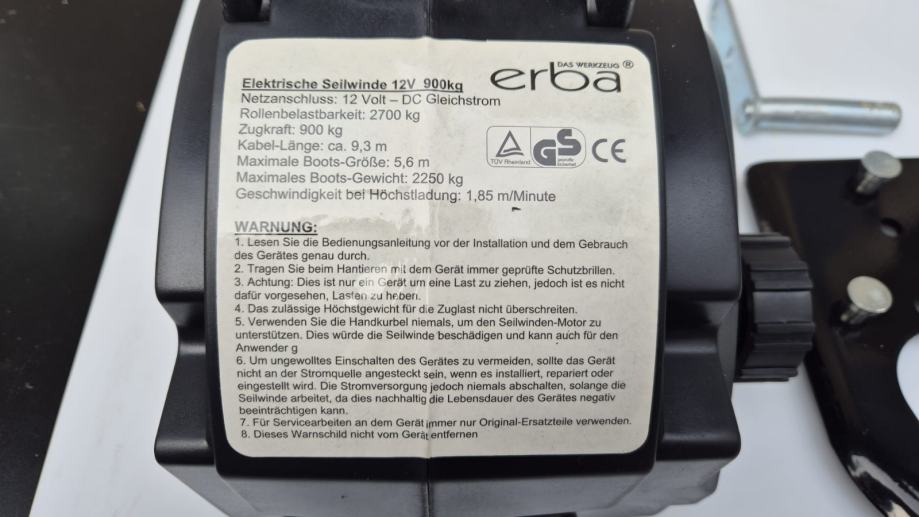 DAS WERKZEUG ®
erba
Elektrische Seilwinde 12V 900kg
Netzanschluss: 12 Volt – DC Gleichstrom
Rollenbelastbarkeit: 2700 kg
Zugkraft: 900 kg
Kabel-Länge: ca. 9,3 m
Maximale Boots-Größe: 5,6 m
Maximales Boots-Gewicht: 2250 kg
Geschwindigkeit bei Höchstladung: 1,85 m/Minute
TÜV Rheinland
GS
geprüfte Sicherheit
CE
WARNUNG:
1. Lesen Sie die Bedienungsanleitung vor der Installation und dem Gebrauch
des Gerätes genau durch.
2. Tragen Sie beim Hantieren mit dem Gerät immer geprüfte Schutzbrillen.
3. Achtung: Dies ist nur ein Gerät um eine Last zu ziehen, jedoch ist es nicht
dafür vorgesehen, Lasten zu heben.
4. Das zulässige Höchstgewicht für die Zuglast nicht überschreiten.
5. Verwenden Sie die Handkurbel niemals, um den Seilwinden-Motor zu
unterstützen. Dies würde die Seilwinde beschädigen und kann auch für den
Anwender g
6. Um ungewolltes Einschalten des Gerätes zu vermeiden, sollte das Gerät
nicht an der Stromquelle angesteckt sein, wenn es installiert, repariert oder
eingestellt wird. Die Stromversorgung jedoch niemals abschalten, solange die
Seilwinde arbeitet, da dies nachhaltig die Lebensdauer des Gerätes negativ
beeinträchtigen kann.
7. Für Servicearbeiten an dem Gerät immer nur Original-Ersatzteile verwenden.
8. Dieses Warnschild nicht vom Gerät entfernen